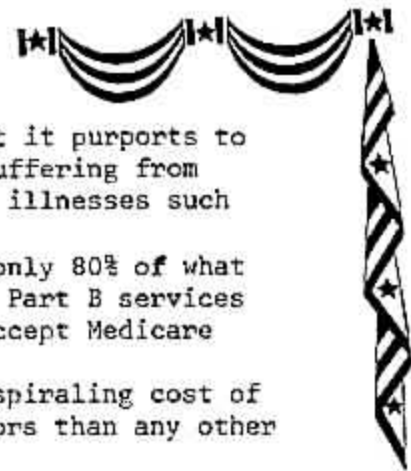 t it purports to
uffering from
illnesses such
only 80% of what
Part B services
ccept Medicare
spiraling cost of
ors than any other